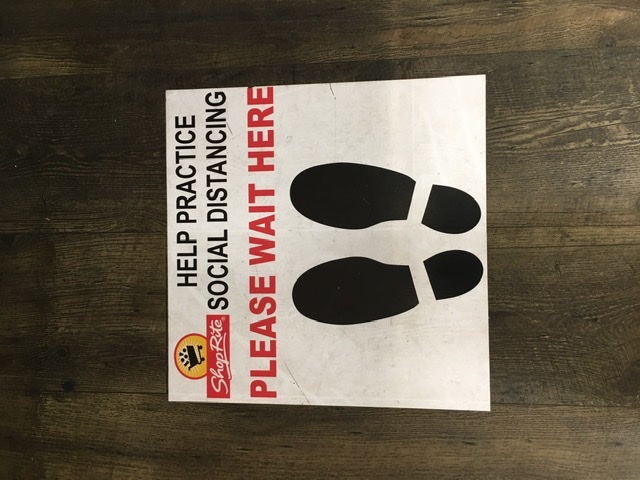 HELP PRACTICE
SOCIAL DISTANCING
ShopRite®
PLEASE WAIT HERE